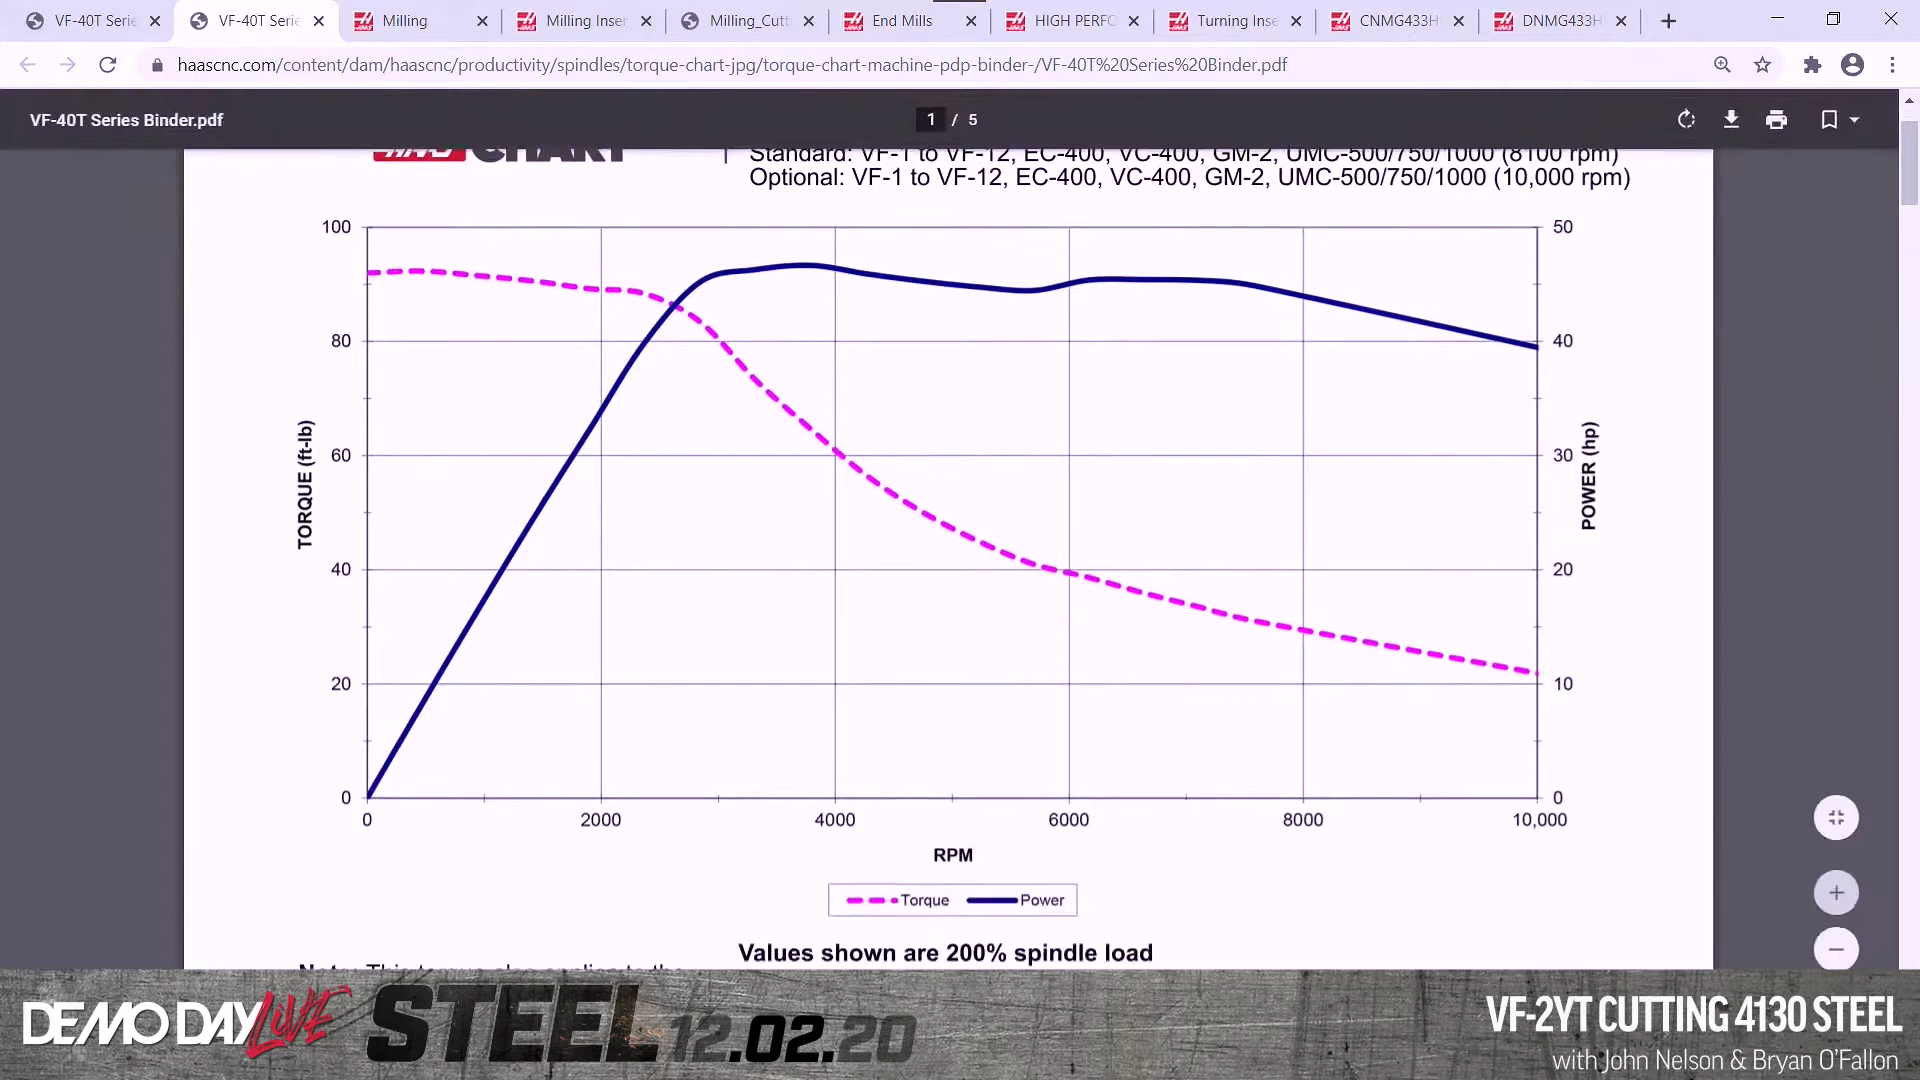 VF-40T Serie
VF-40T Serie
Milling
Milling Inser
Milling_Cutt
End Mills
HIGH PERFO
Turning Inse
CNMG433H
DNMG433H
haascnc.com/content/dam/haascnc/productivity/spindles/torque-chart-jpg/torque-chart-machine-pdp-binder-/VF-40T%20Series%20Binder.pdf
VF-40T Series Binder.pdf
1 / 5
CHART
Standard: VF-1 to VF-12, EC-400, VC-400, GM-2, UMC-500/750/1000 (8100 rpm)
Optional: VF-1 to VF-12, EC-400, VC-400, GM-2, UMC-500/750/1000 (10,000 rpm)
100
80
60
40
20
0
TORQUE (ft-lb)
50
40
30
20
10
0
POWER (hp)
0 2000 4000 6000 8000 10,000
RPM
Torque Power
Values shown are 200% spindle load
DEMO DAY LIVE STEEL 12.02.20
VF-2YT CUTTING 4130 STEEL
with John Nelson & Bryan O'Fallon